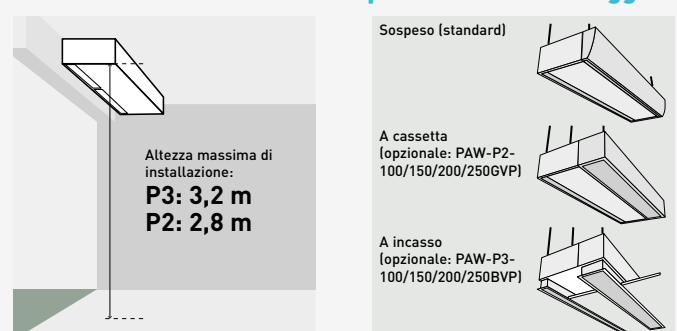 Altezza massima di
installazione:
P3: 3,2 m
P2: 2,8 m
Sospeso (standard)
A cassetta
(opzionale: PAW-P2-
100/150/200/250GVP)
A incasso
(opzionale: PAW-P3-
100/150/200/250BVP)